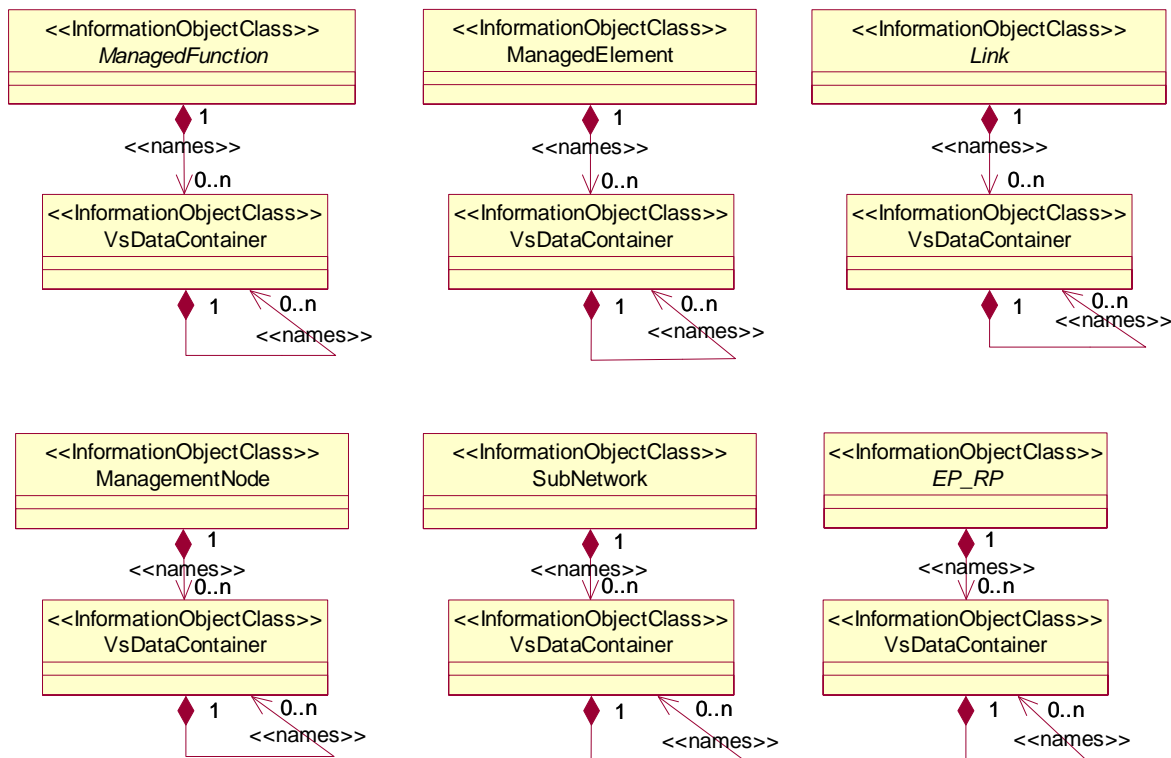 <<InformationObjectClass>>
ManagedFunction
1
<<names>>
0..n
<<InformationObjectClass>>
VsDataContainer
1
0..n
<<names>>
<<InformationObjectClass>>
ManagedElement
1
<<names>>
0..n
<<InformationObjectClass>>
VsDataContainer
1
0..n
<<names>>
<<InformationObjectClass>>
Link
1
<<names>>
0..n
<<InformationObjectClass>>
VsDataContainer
1
0..n
<<names>>
<<InformationObjectClass>>
ManagementNode
1
<<names>>
0..n
<<InformationObjectClass>>
VsDataContainer
1
0..n
<<names>>
<<InformationObjectClass>>
SubNetwork
1
<<names>>
0..n
<<InformationObjectClass>>
VsDataContainer
1
0..n
<<names>>
<<InformationObjectClass>>
EP_RP
1
<<names>>
0..n
<<InformationObjectClass>>
VsDataContainer
1
0..n
<<names>>